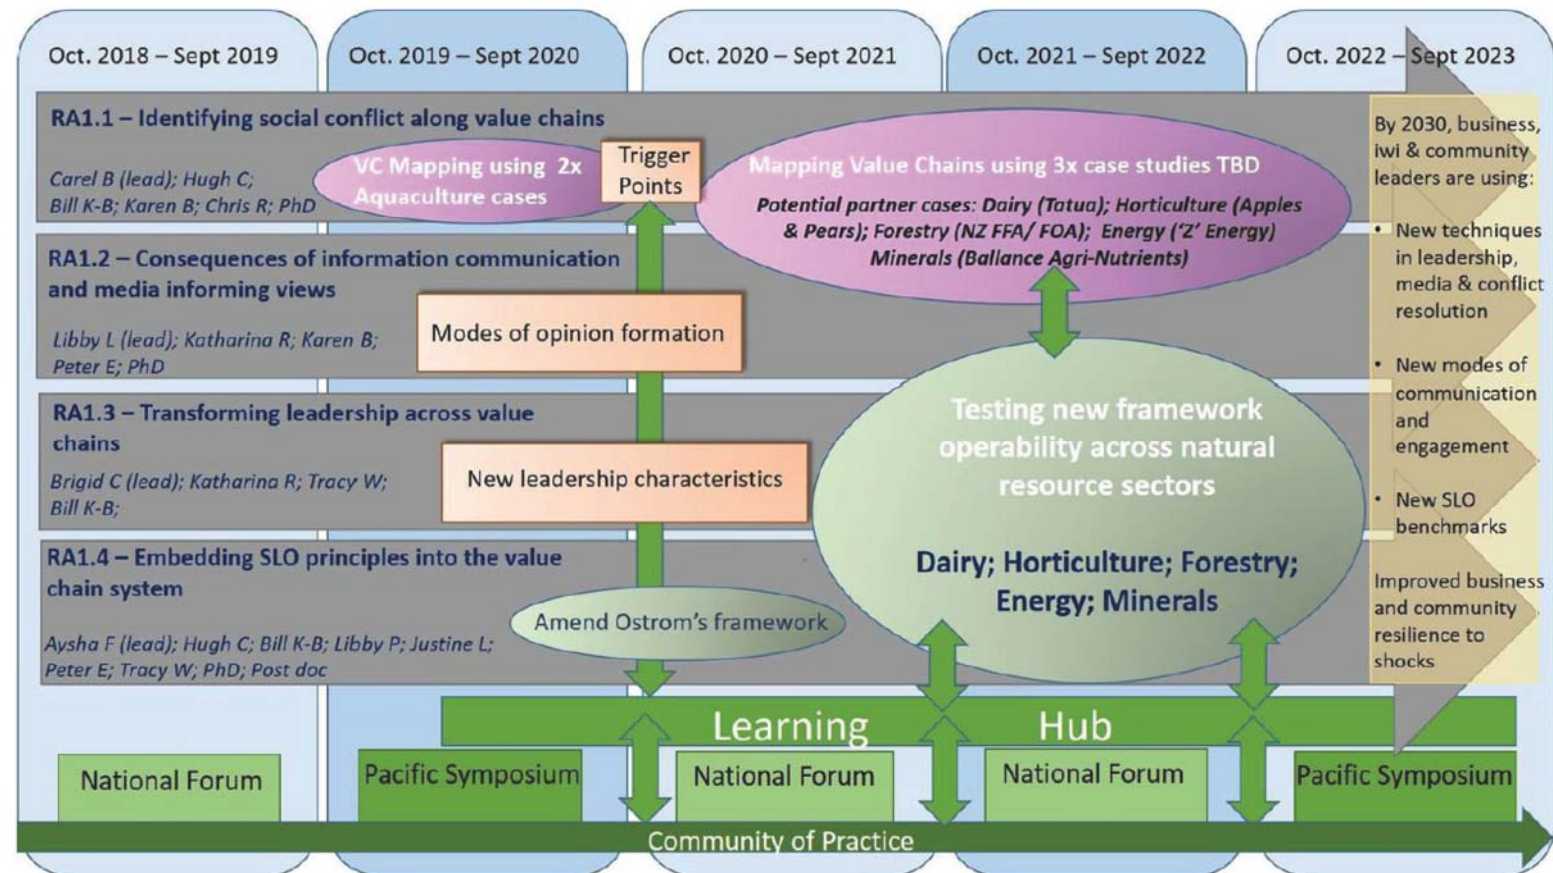 Oct. 2018 – Sept 2019
Oct. 2019 – Sept 2020
Oct. 2020 – Sept 2021
Oct. 2021 – Sept 2022
Oct. 2022 – Sept 2023
RA1.1 – Identifying social conflict along value chains
Carel B (lead); Hugh C;
Bill K-B; Karen B; Chris R; PhD
VC Mapping using 2x
Aquaculture cases
Trigger
Points
Mapping Value Chains using 3x case studies TBD
Potential partner cases: Dairy (Tatua); Horticulture (Apples
& Pears); Forestry (NZ FFA/ FOA); Energy (‘Z’ Energy)
Minerals (Ballance Agri-Nutrients)
RA1.2 – Consequences of information communication
and media informing views
Libby L (lead); Katharina R; Karen B;
Peter E; PhD
Modes of opinion formation
RA1.3 – Transforming leadership across value
chains
Brigid C (lead); Katharina R; Tracy W;
Bill K-B;
New leadership characteristics
Testing new framework
operability across natural
resource sectors
Dairy; Horticulture; Forestry;
Energy; Minerals
RA1.4 – Embedding SLO principles into the value
chain system
Aysha F (lead); Hugh C; Bill K-B; Libby P; Justine L;
Peter E; Tracy W; PhD; Post doc
Amend Ostrom’s framework
By 2030, business,
iwi & community
leaders are using:
• New techniques
in leadership,
media & conflict
resolution
• New modes of
communication
and
engagement
• New SLO
benchmarks
Improved business
and community
resilience to
shocks
Learning Hub
National Forum
Pacific Symposium
National Forum
National Forum
Pacific Symposium
Community of Practice